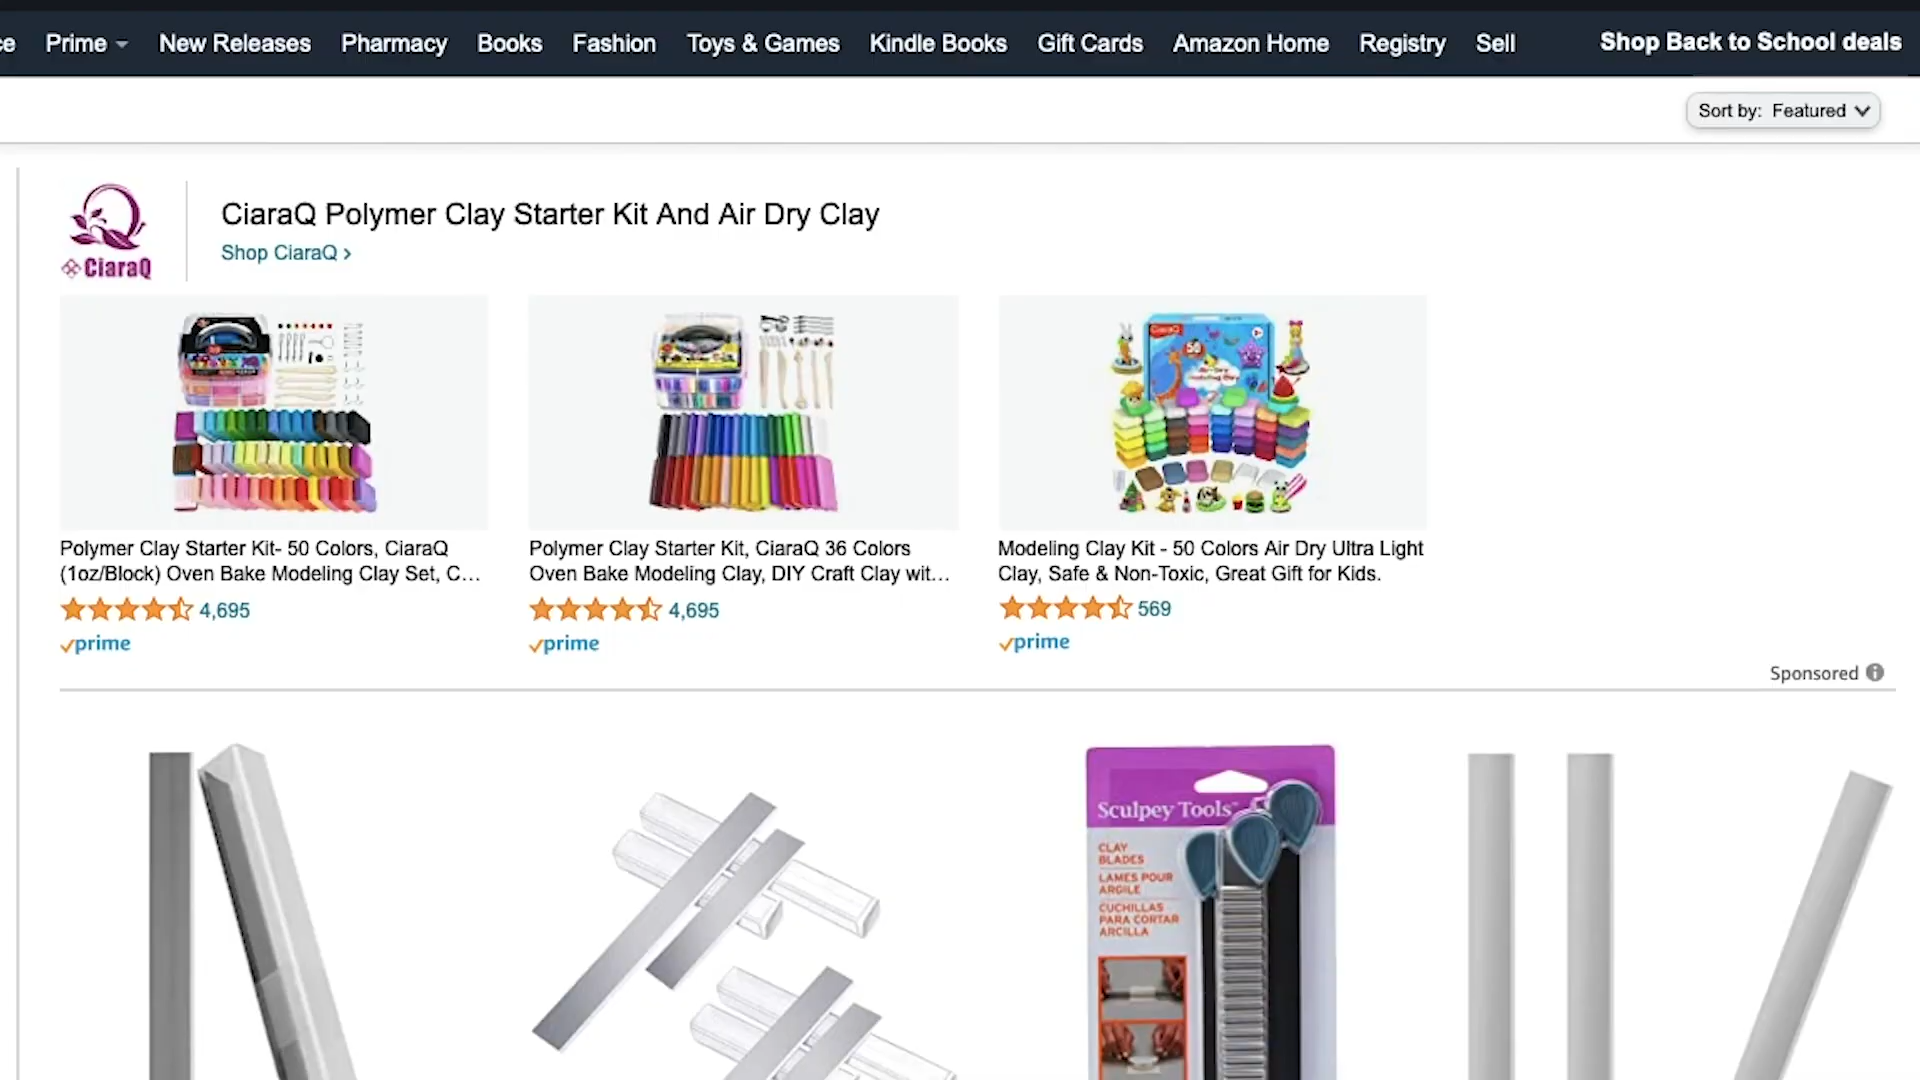 ce Prime New Releases Pharmacy Books Fashion Toys & Games Kindle Books Gift Cards Amazon Home Registry Sell Shop Back to School deals
Sort by: Featured
CiaraQ
CiaraQ Polymer Clay Starter Kit And Air Dry Clay
Shop CiaraQ ›
Polymer Clay Starter Kit- 50 Colors, CiaraQ
(1oz/Block) Oven Bake Modeling Clay Set, C…
4,695
prime
Polymer Clay Starter Kit, CiaraQ 36 Colors
Oven Bake Modeling Clay, DIY Craft Clay wit…
4,695
prime
Modeling Clay Kit - 50 Colors Air Dry Ultra Light
Clay, Safe & Non-Toxic, Great Gift for Kids.
569
prime
Sponsored
Sculpey Tools™
CLAY
BLADES
LAMES POUR
ARGILE
CUCHILLAS
PARA CORTAR
ARCILLA